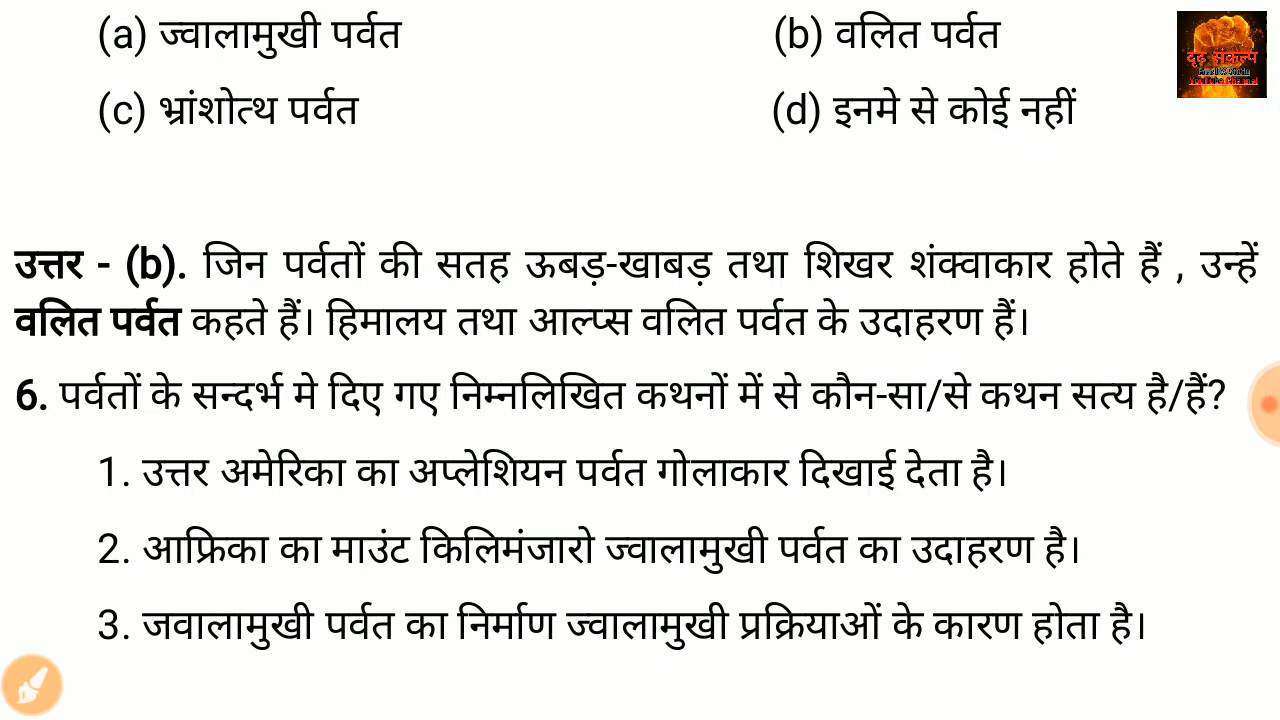 (a) ज्वालामुखी पर्वत (b) वलित पर्वत
दृढ़ संकल्प
(c) भ्रांशोत्थ पर्वत (d) इनमे से कोई नहीं
उत्तर - (b). जिन पर्वतों की सतह ऊबड़-खाबड़ तथा शिखर शंक्वाकार होते हैं , उन्हें
वलित पर्वत कहते हैं। हिमालय तथा आल्प्स वलित पर्वत के उदाहरण हैं।
6. पर्वतों के सन्दर्भ मे दिए गए निम्नलिखित कथनों में से कौन-सा/से कथन सत्य है/हैं?
1. उत्तर अमेरिका का अप्लेशियन पर्वत गोलाकार दिखाई देता है।
2. आफ्रिका का माउंट किलिमंजारो ज्वालामुखी पर्वत का उदाहरण है।
3. जवालामुखी पर्वत का निर्माण ज्वालामुखी प्रक्रियाओं के कारण होता है।